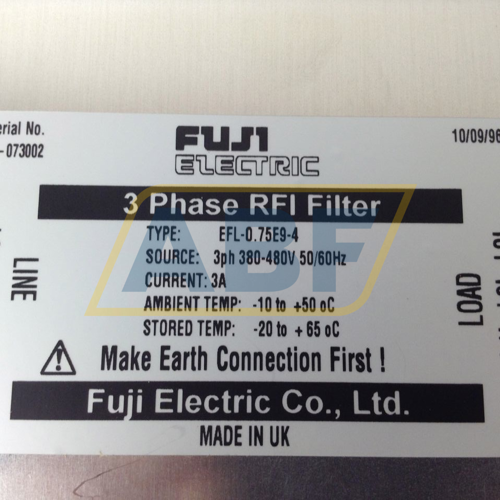 erial No.
-073002
FUJI
ELECTRIC
10/09/96
3 Phase RFI Filter
TYPE: EFL-0.75E9-4
SOURCE: 3ph 380-480V 50/60Hz
CURRENT: 3A
AMBIENT TEMP: -10 to +50 oC
STORED TEMP: -20 to +65 oC
LINE
LOAD
ABF
Make Earth Connection First !
Fuji Electric Co., Ltd.
MADE IN UK